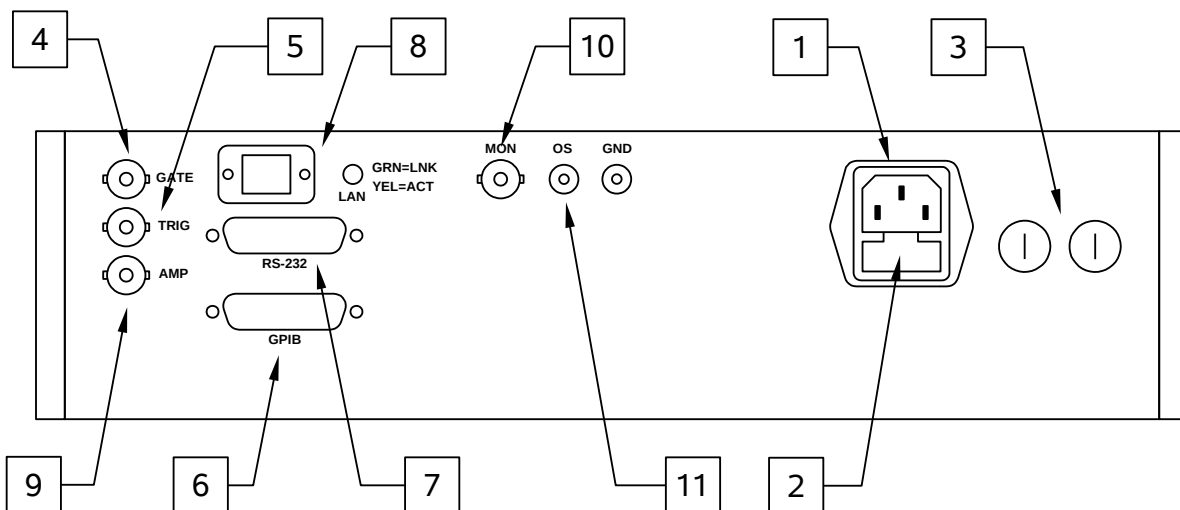 4
5
8
10
1
3
MON
OS
GND
GATE
GRN=LNK
YEL=ACT
LAN
TRIG
RS-232
AMP
GPIB
9
6
7
11
2